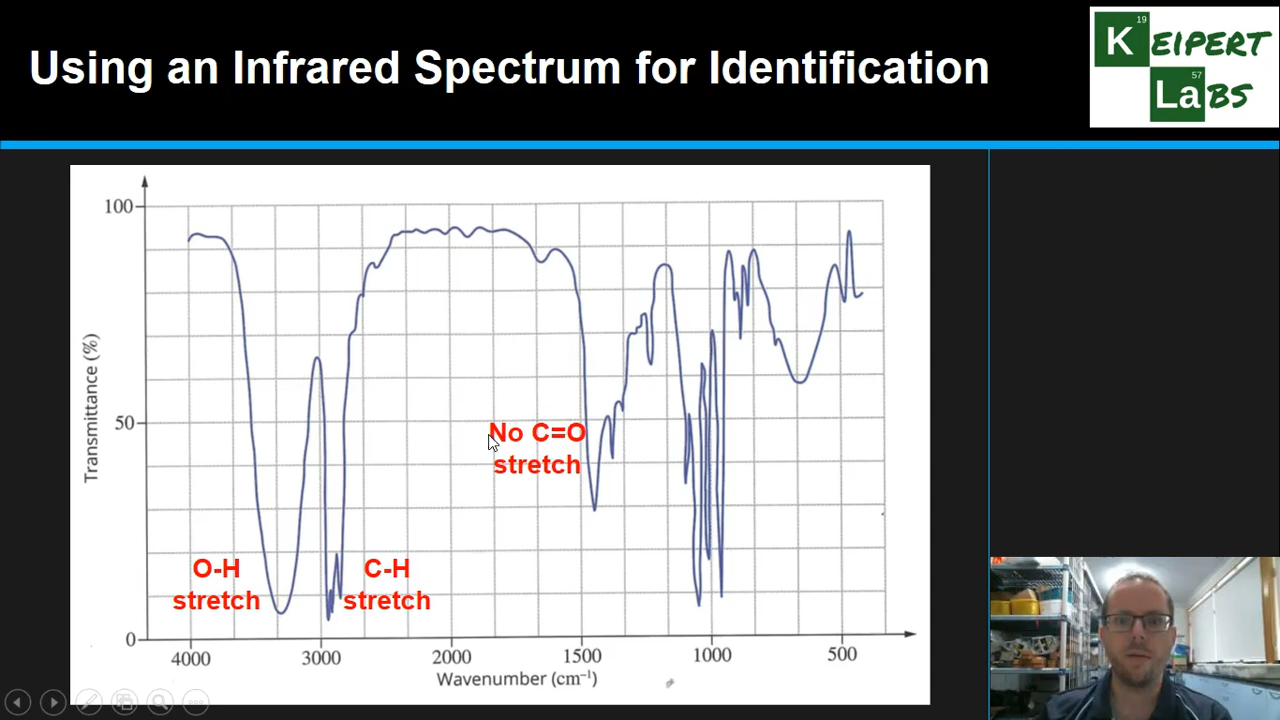 Using an Infrared Spectrum for Identification
19
K EIPERT
57
La BS
100
50
0
Transmittance (%)
No C=O
stretch
O-H
stretch
C-H
stretch
4000 3000 2000 1500 1000 500
Wavenumber (cm⁻¹)